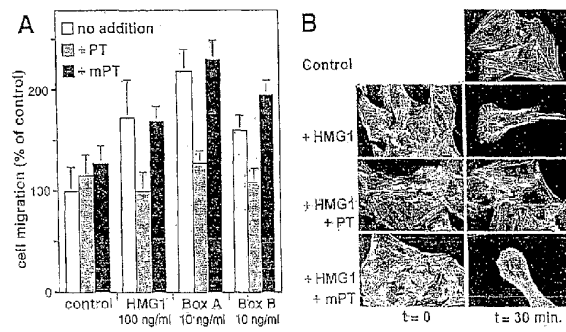 A
no addition
+ PT
+ mPT
cell migration (% of control)
200
100
0
control
HMG1
100 ng/ml
Box A
10 ng/ml
Box B
10 ng/ml
B
Control
+ HMG1
+ HMG1
+ PT
+ HMG1
+ mPT
t = 0
t = 30 min.